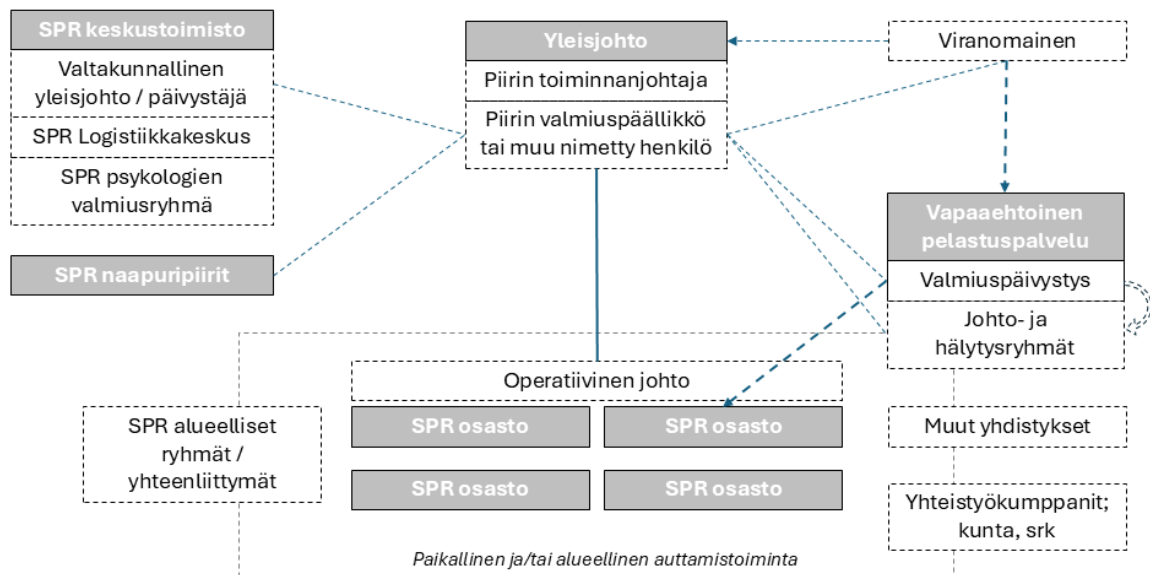 SPR keskustoimisto
Valtakunnallinen
yleisjohto / päivystäjä
SPR Logistiikkakeskus
SPR psykologien
valmiusryhmä
SPR naapuripiirit
Yleisjohto
Piirin toiminnanjohtaja
Piirin valmiuspäällikkö
tai muu nimetty henkilö
Viranomainen
Vapaaehtoinen
pelastuspalvelu
Valmiuspäivystys
Johto- ja
hälytysryhmät
Operatiivinen johto
SPR osasto
SPR osasto
SPR osasto
SPR osasto
SPR alueelliset
ryhmät /
yhteenliittymät
Muut yhdistykset
Yhteistyökumppanit;
kunta, srk
Paikallinen ja/tai alueellinen auttamistoiminta